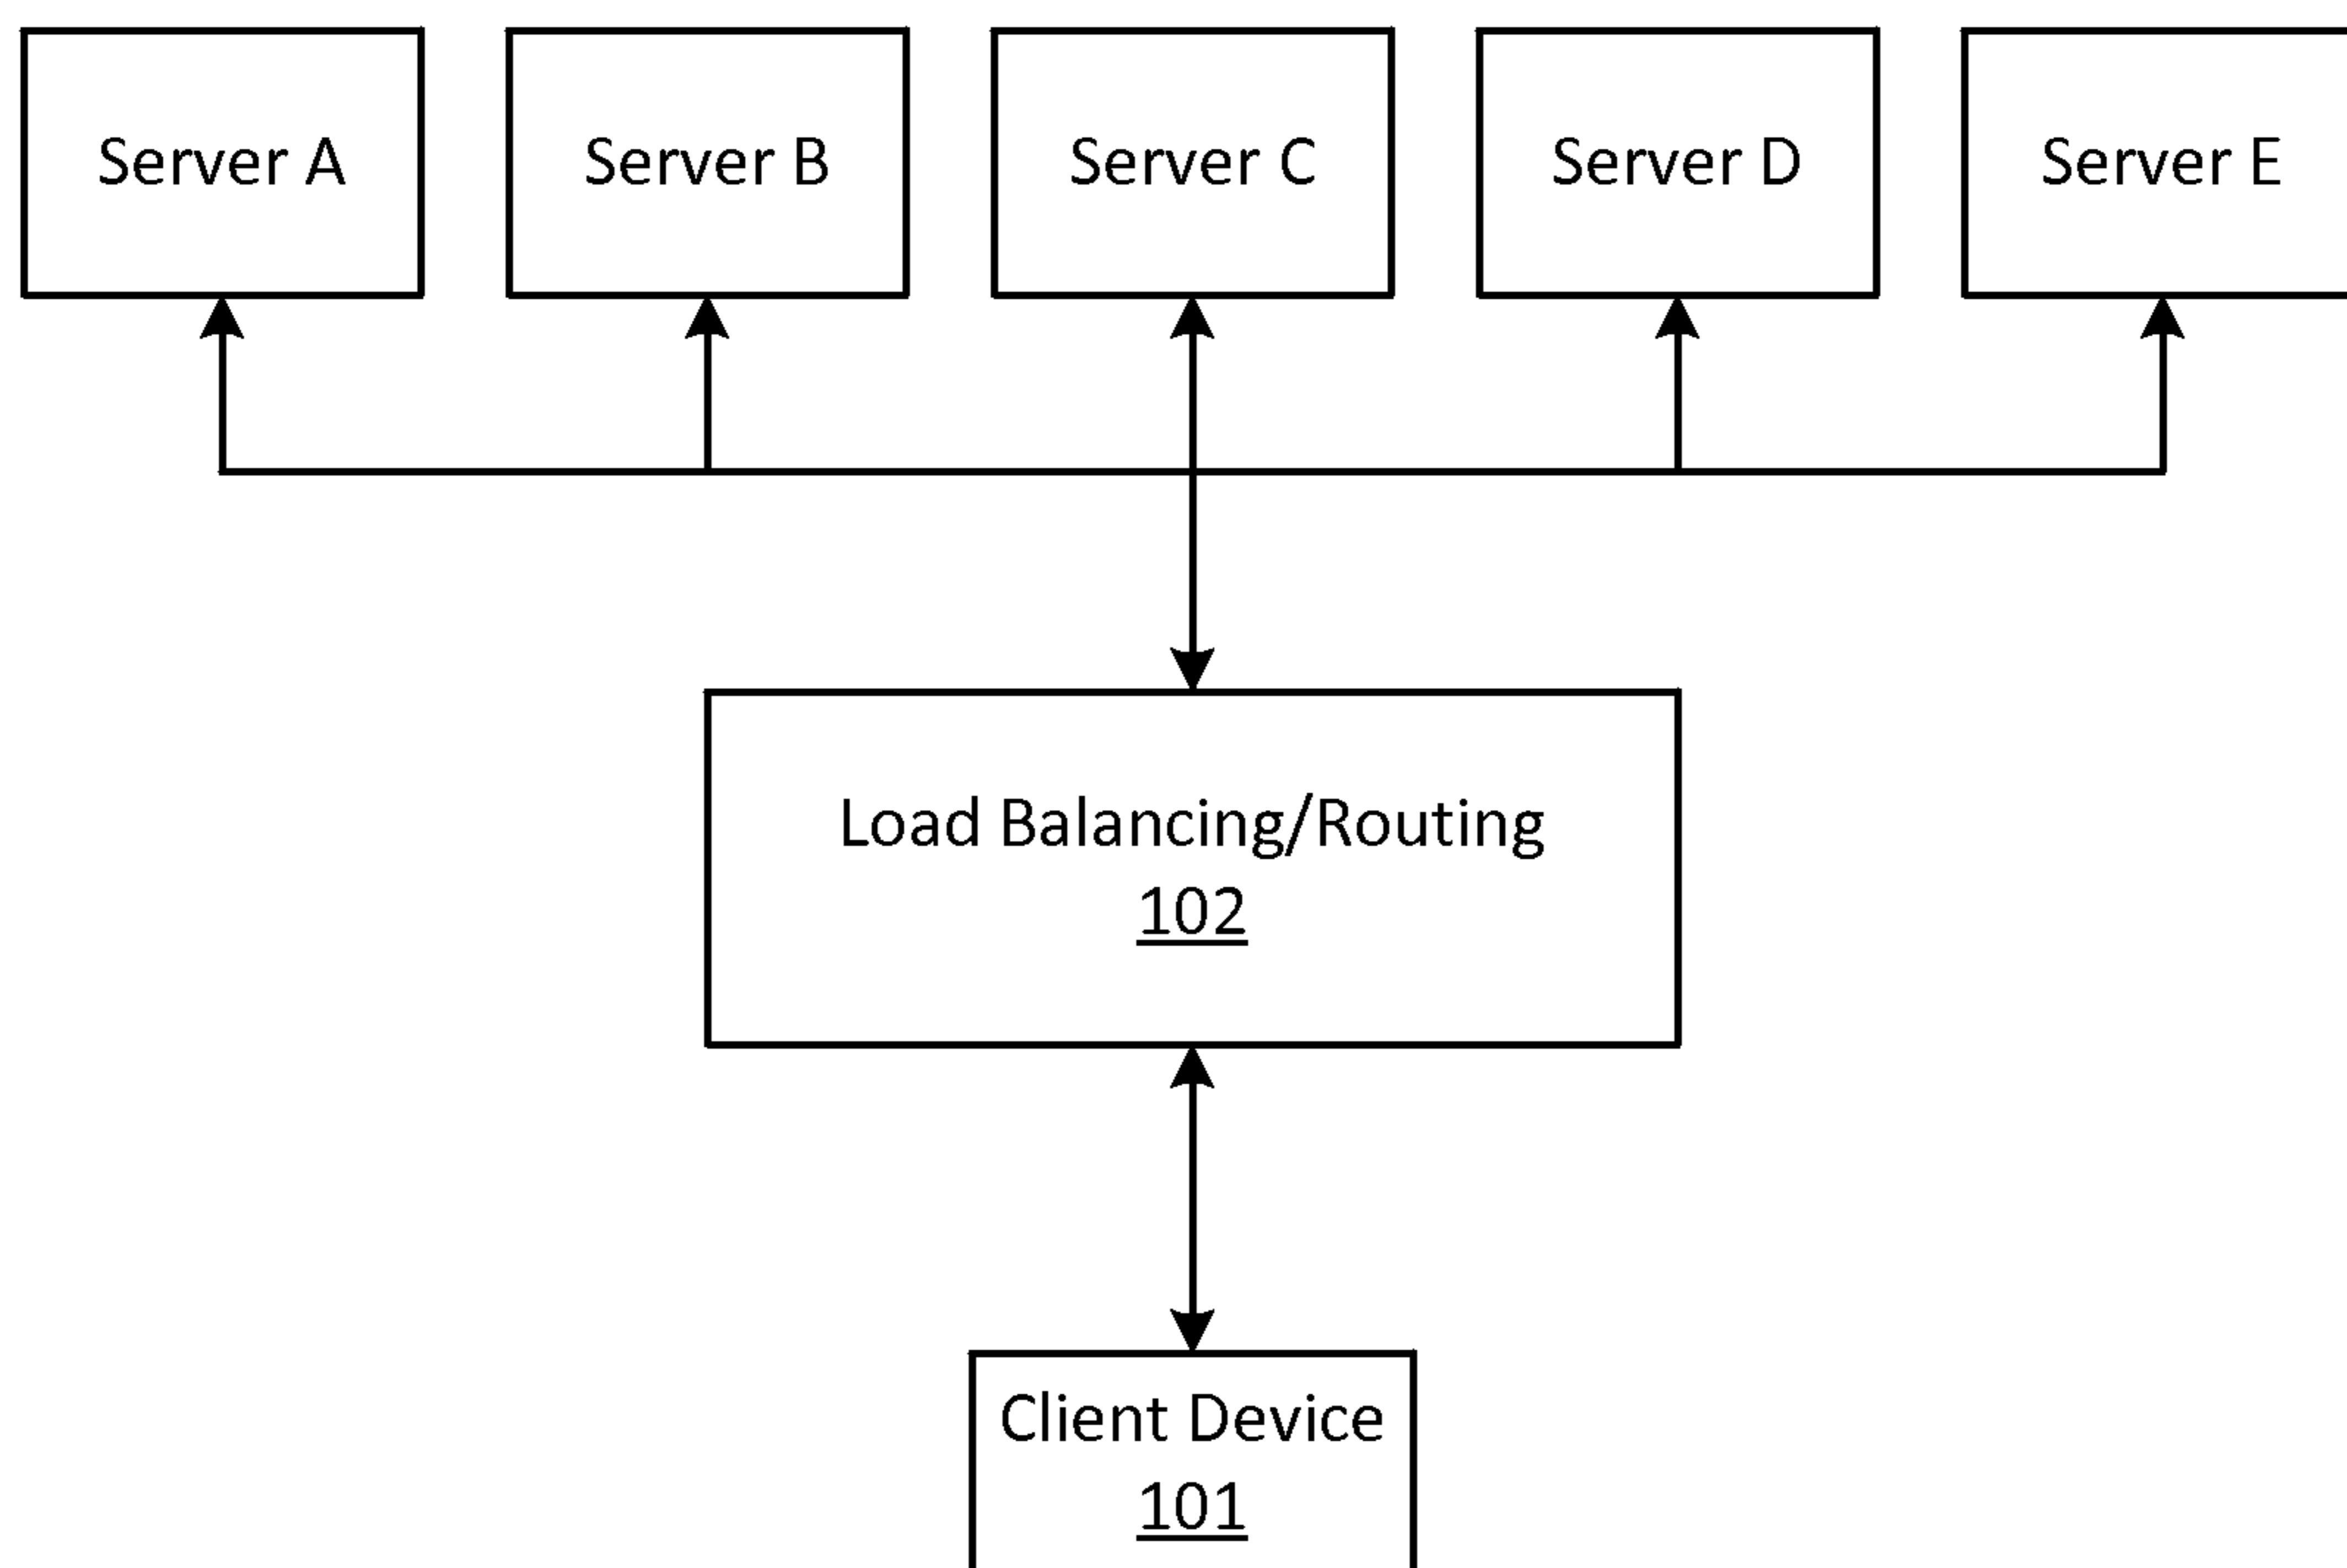 Server A Server B Server C Server D Server E
Load Balancing/Routing
102
Client Device
101